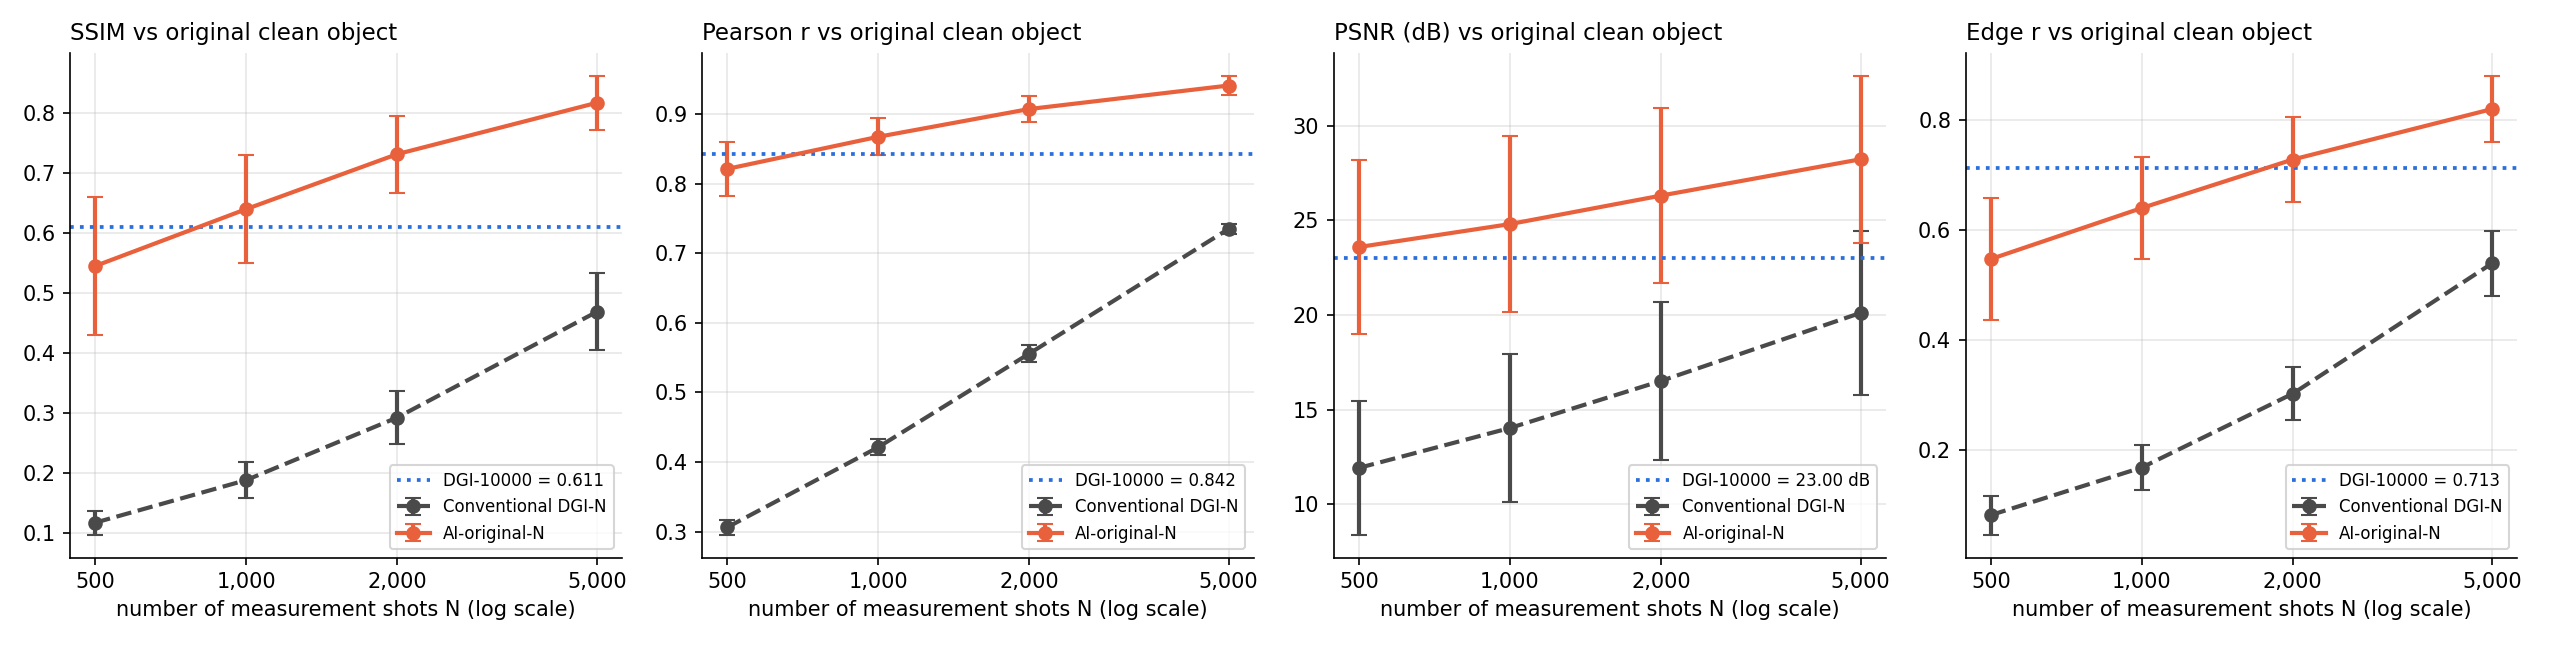 SSIM vs original clean object
0.8
0.7
0.6
0.5
0.4
0.3
0.2
0.1
DGI-10000 = 0.611
Conventional DGI-N
AI-original-N
500
1,000
2,000
5,000
number of measurement shots N (log scale)
Pearson r vs original clean object
0.9
0.8
0.7
0.6
0.5
0.4
0.3
DGI-10000 = 0.842
Conventional DGI-N
AI-original-N
500
1,000
2,000
5,000
number of measurement shots N (log scale)
PSNR (dB) vs original clean object
30
25
20
15
10
DGI-10000 = 23.00 dB
Conventional DGI-N
AI-original-N
500
1,000
2,000
5,000
number of measurement shots N (log scale)
Edge r vs original clean object
0.8
0.6
0.4
0.2
DGI-10000 = 0.713
Conventional DGI-N
AI-original-N
500
1,000
2,000
5,000
number of measurement shots N (log scale)